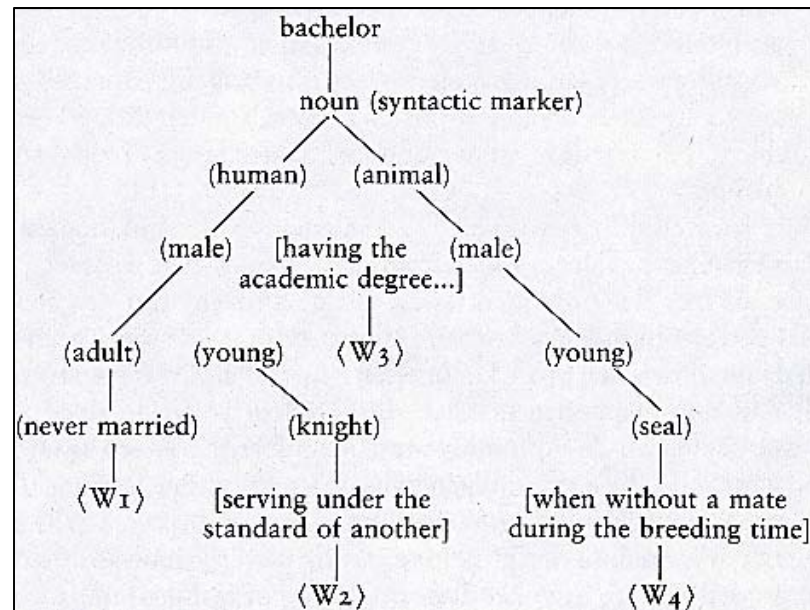 bachelor
noun (syntactic marker)
(human) (animal)
(male) [having the (male)
academic degree...]
(adult) (young) ⟨W3⟩ (young)
(never married) (knight) (seal)
⟨W1⟩ [serving under the [when without a mate
standard of another] during the breeding time]
⟨W2⟩ ⟨W4⟩